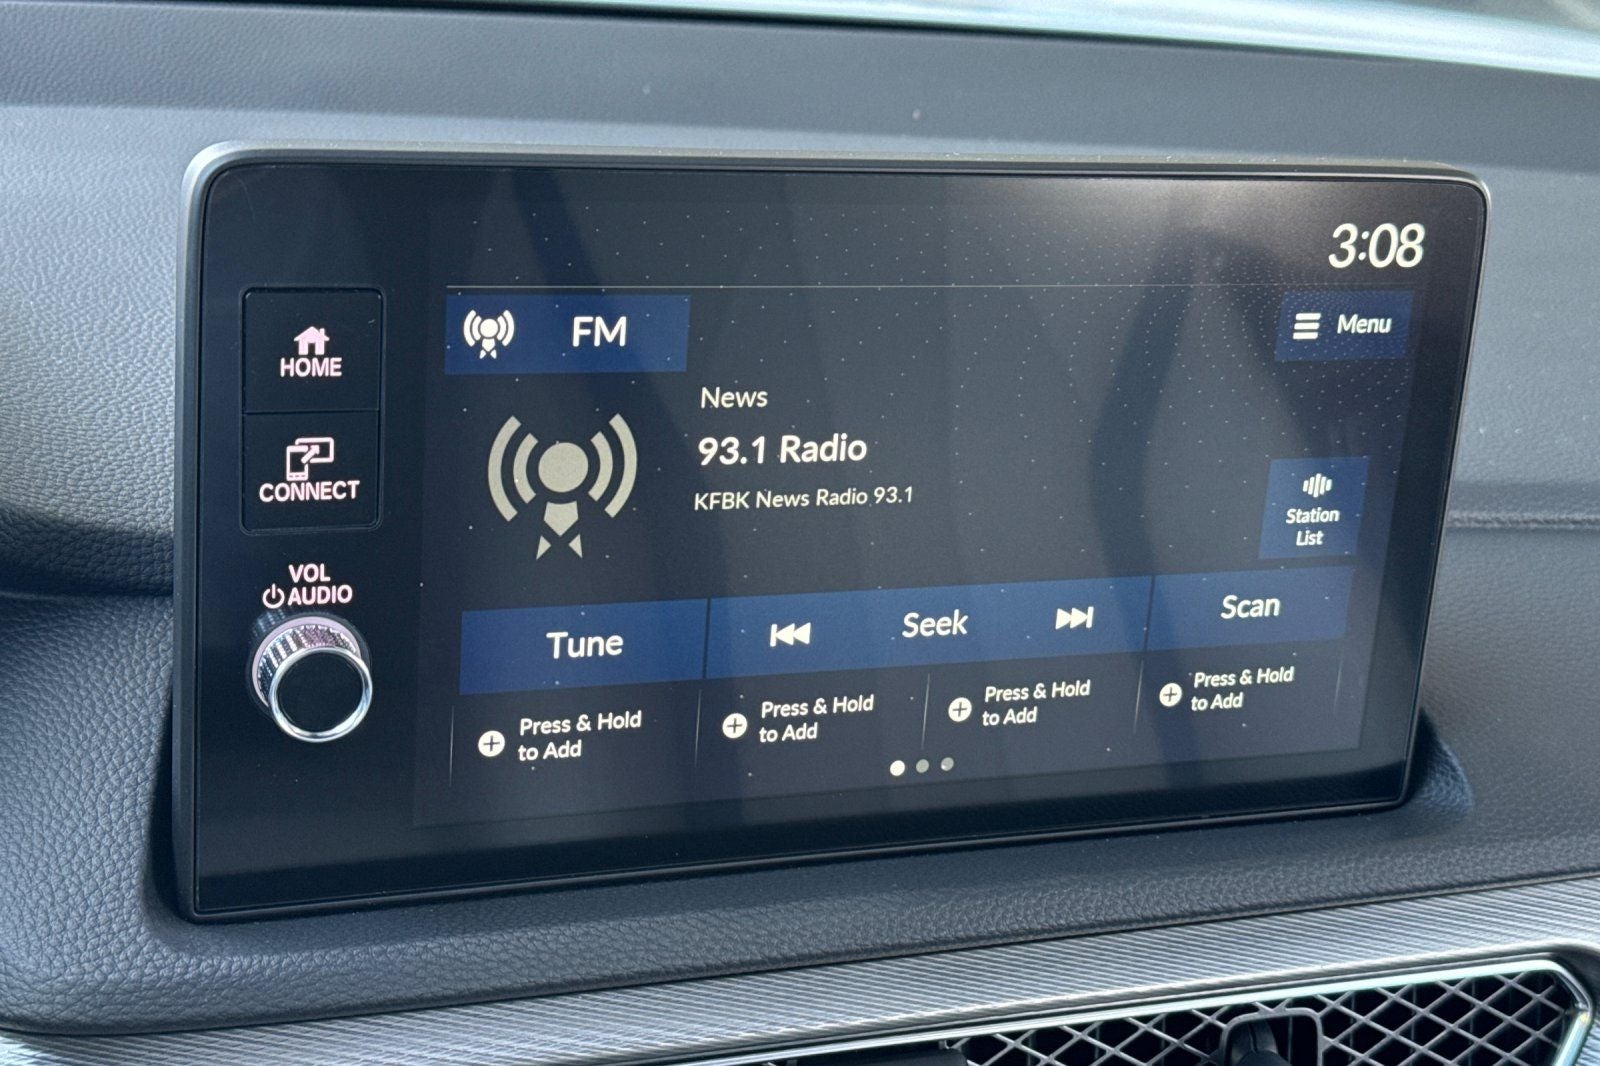 3:08
FM
Menu
HOME
News
93.1 Radio
KFBK News Radio 93.1
CONNECT
Station
List
VOL
AUDIO
Tune
Seek
Scan
Press & Hold
to Add
Press & Hold
to Add
Press & Hold
to Add
Press & Hold
to Add